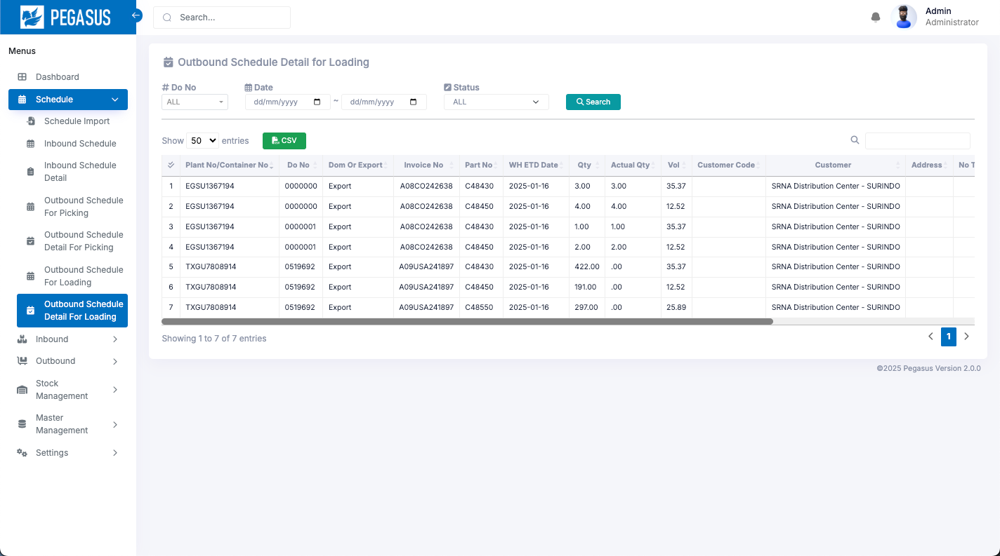 PEGASUS
Search...
Admin
Administrator
Menus
Dashboard
Schedule
Schedule Import
Inbound Schedule
Inbound Schedule
Detail
Outbound Schedule
For Picking
Outbound Schedule
Detail For Picking
Outbound Schedule
For Loading
Outbound Schedule
Detail For Loading
Inbound
Outbound
Stock
Management
Master
Management
Settings
Outbound Schedule Detail for Loading
# Do No Date Status
ALL dd/mm/yyyy ~ dd/mm/yyyy ALL Search
Show 50 entries CSV
Plant No/Container No Do No Dom Or Export Invoice No Part No WH ETD Date Qty Actual Qty Vol Customer Code Customer Address No T
1 EGSU1367194 0000000 Export A08CO242638 C48430 2025-01-16 3.00 3.00 35.37 SRNA Distribution Center - SURINDO
2 EGSU1367194 0000000 Export A08CO242638 C48450 2025-01-16 4.00 4.00 12.52 SRNA Distribution Center - SURINDO
3 EGSU1367194 0000001 Export A08CO242638 C48430 2025-01-16 1.00 1.00 35.37 SRNA Distribution Center - SURINDO
4 EGSU1367194 0000001 Export A08CO242638 C48450 2025-01-16 2.00 2.00 12.52 SRNA Distribution Center - SURINDO
5 TXGU7808914 0519692 Export A09USA241897 C48430 2025-01-16 422.00 .00 35.37 SRNA Distribution Center - SURINDO
6 TXGU7808914 0519692 Export A09USA241897 C48450 2025-01-16 191.00 .00 12.52 SRNA Distribution Center - SURINDO
7 TXGU7808914 0519692 Export A09USA241897 C48550 2025-01-16 297.00 .00 25.89 SRNA Distribution Center - SURINDO
Showing 1 to 7 of 7 entries
1
©2025 Pegasus Version 2.0.0